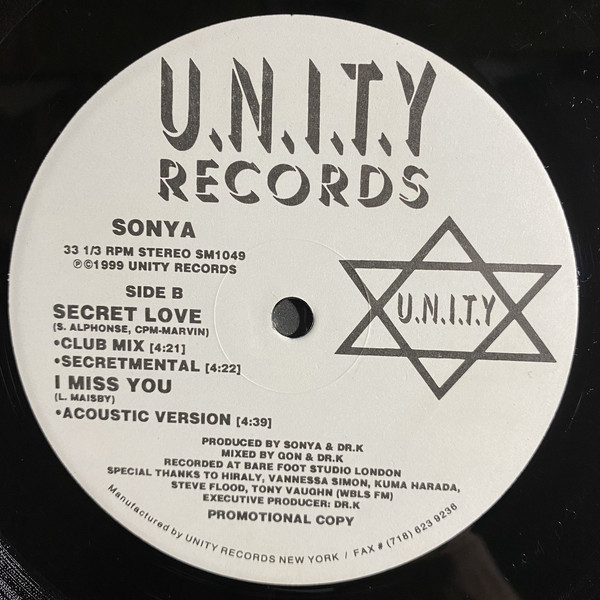 U.N.I.T.Y
RECORDS
SONYA
33 1/3 RPM STEREO SM1049
℗©1999 UNITY RECORDS
SIDE B
SECRET LOVE
(S. ALPHONSE, CPM-MARVIN)
•CLUB MIX [4:21]
•SECRETMENTAL [4:22]
I MISS YOU
(L. MAISBY)
•ACOUSTIC VERSION [4:39]
U.N.I.T.Y
PRODUCED BY SONYA & DR.K
MIXED BY QON & DR.K
RECORDED AT BARE FOOT STUDIO LONDON
SPECIAL THANKS TO HIRALY, VANNESSA SIMON, KUMA HARADA,
STEVE FLOOD, TONY VAUGHN (WBLS FM)
EXECUTIVE PRODUCER: DR.K
PROMOTIONAL COPY
Manufactured by UNITY RECORDS NEW YORK / FAX # (718) 623 9236